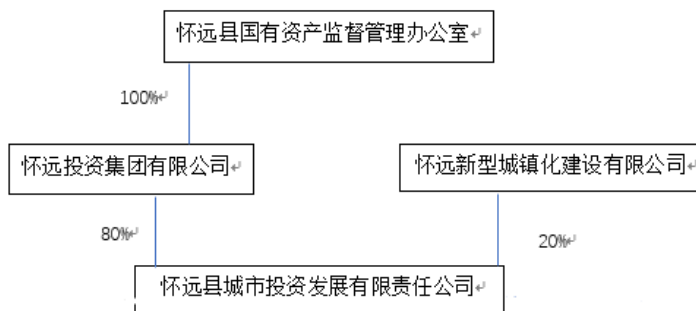 怀远县国有资产监督管理办公室↵
100%↵
怀远投资集团有限公司↵
怀远新型城镇化建设有限公司↵
80%↵
20%↵
怀远县城市投资发展有限责任公司↵